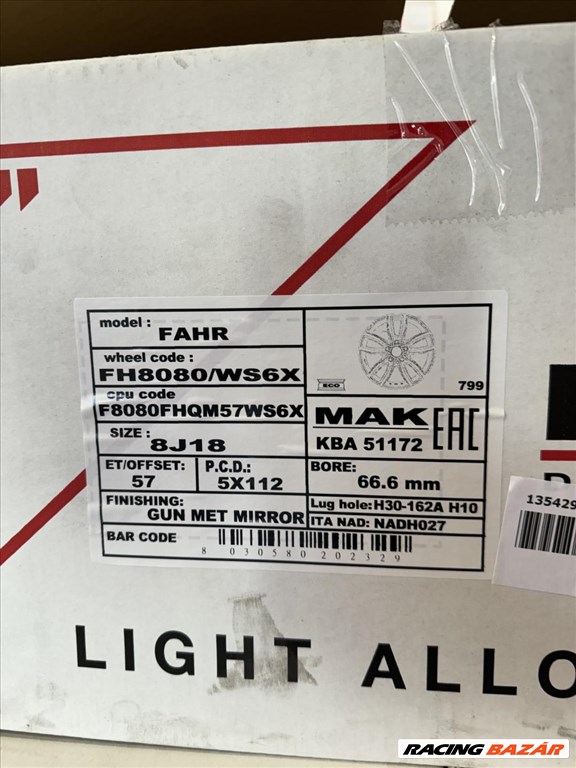 model : FAHR
wheel code :
FH8080/WS6X
cpu code
F8080FHQM57WS6X
SIZE :
8J18
ET/OFFSET: 57
P.C.D.: 5X112
FINISHING:
GUN MET MIRROR
BAR CODE
8 030580 202329
ECO
799
MAK EAC
KBA 51172
BORE:
66.6 mm
Lug hole: H30-162A H10
ITA NAD: NADH027
135429
LIGHT ALLO
RACING BAZÁR